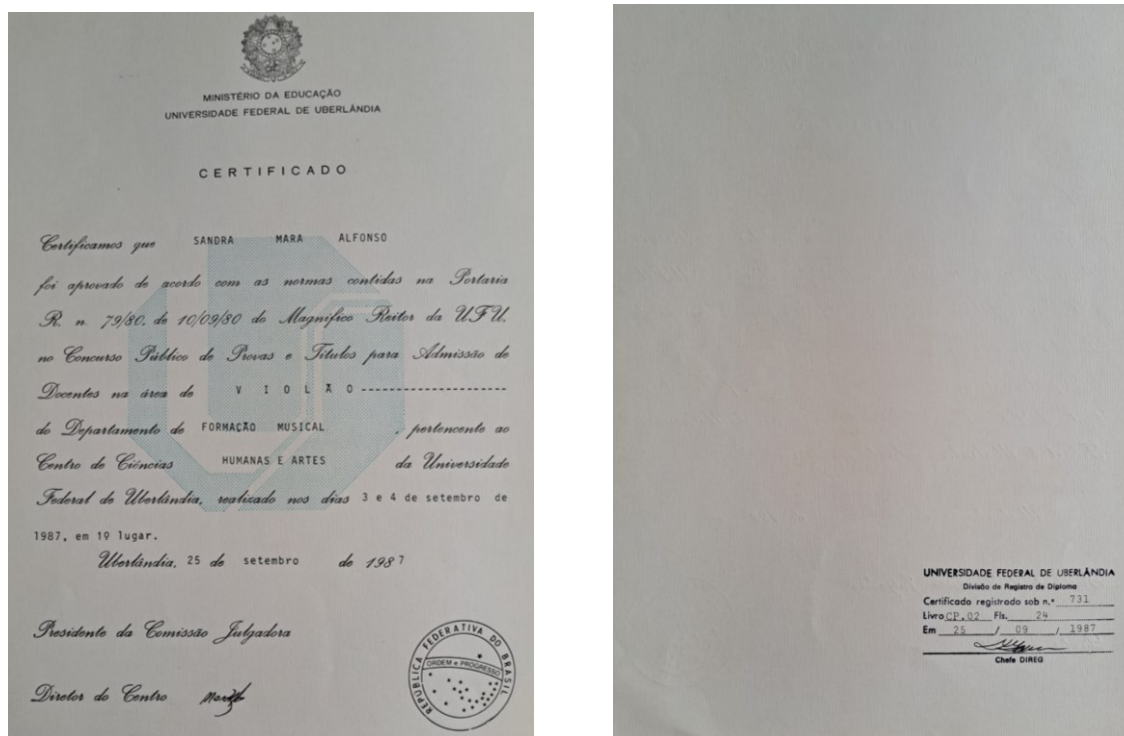 MINISTÉRIO DA EDUCAÇÃO
UNIVERSIDADE FEDERAL DE UBERLÂNDIA
CERTIFICADO
Certificamos que SANDRA MARA ALFONSO
foi aprovado de acordo com as normas contidas na Portaria
R. n. 79/80, de 10/09/80 do Magnífico Reitor da UFU,
no Concurso Público de Provas e Títulos para Admissão de
Docentes na área de V I O L Ã O--------------------
do Departamento de FORMAÇÃO MUSICAL , pertencente ao
Centro de Ciências HUMANAS E ARTES da Universidade
Federal de Uberlândia, realizado nos dias 3 e 4 de setembro de
1987, em 1º lugar.
Uberlândia, 25 de setembro de 1987
Presidente da Comissão Julgadora
Diretor do Centro
REPÚBLICA FEDERATIVA DO BRASIL
ORDEM e PROGRESSO
UNIVERSIDADE FEDERAL DE UBERLÂNDIA
Divisão de Registro de Diploma
Certificado registrado sob n.º 731
Livro CP.02 Fls. 24
Em 25 / 09 / 1987
Chefe DIREG